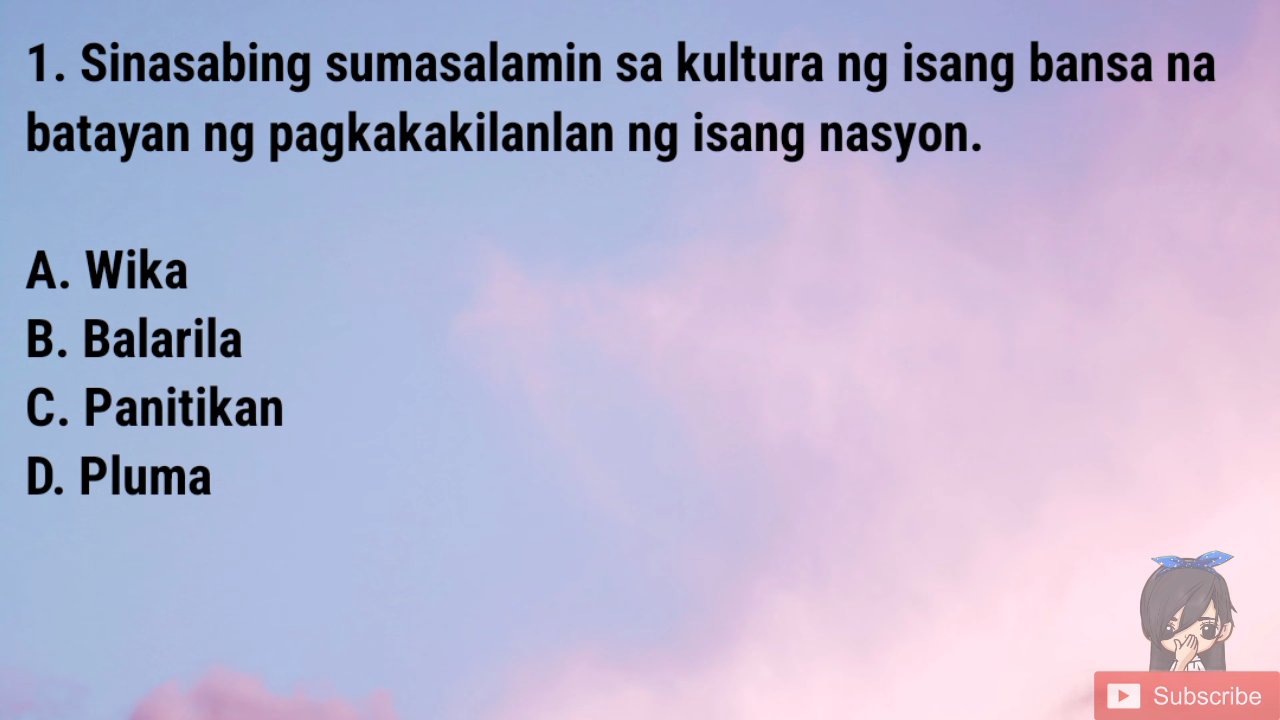 1. Sinasabing sumasalamin sa kultura ng isang bansa na
batayan ng pagkakakilanlan ng isang nasyon.
A. Wika
B. Balarila
C. Panitikan
D. Pluma
Subscribe